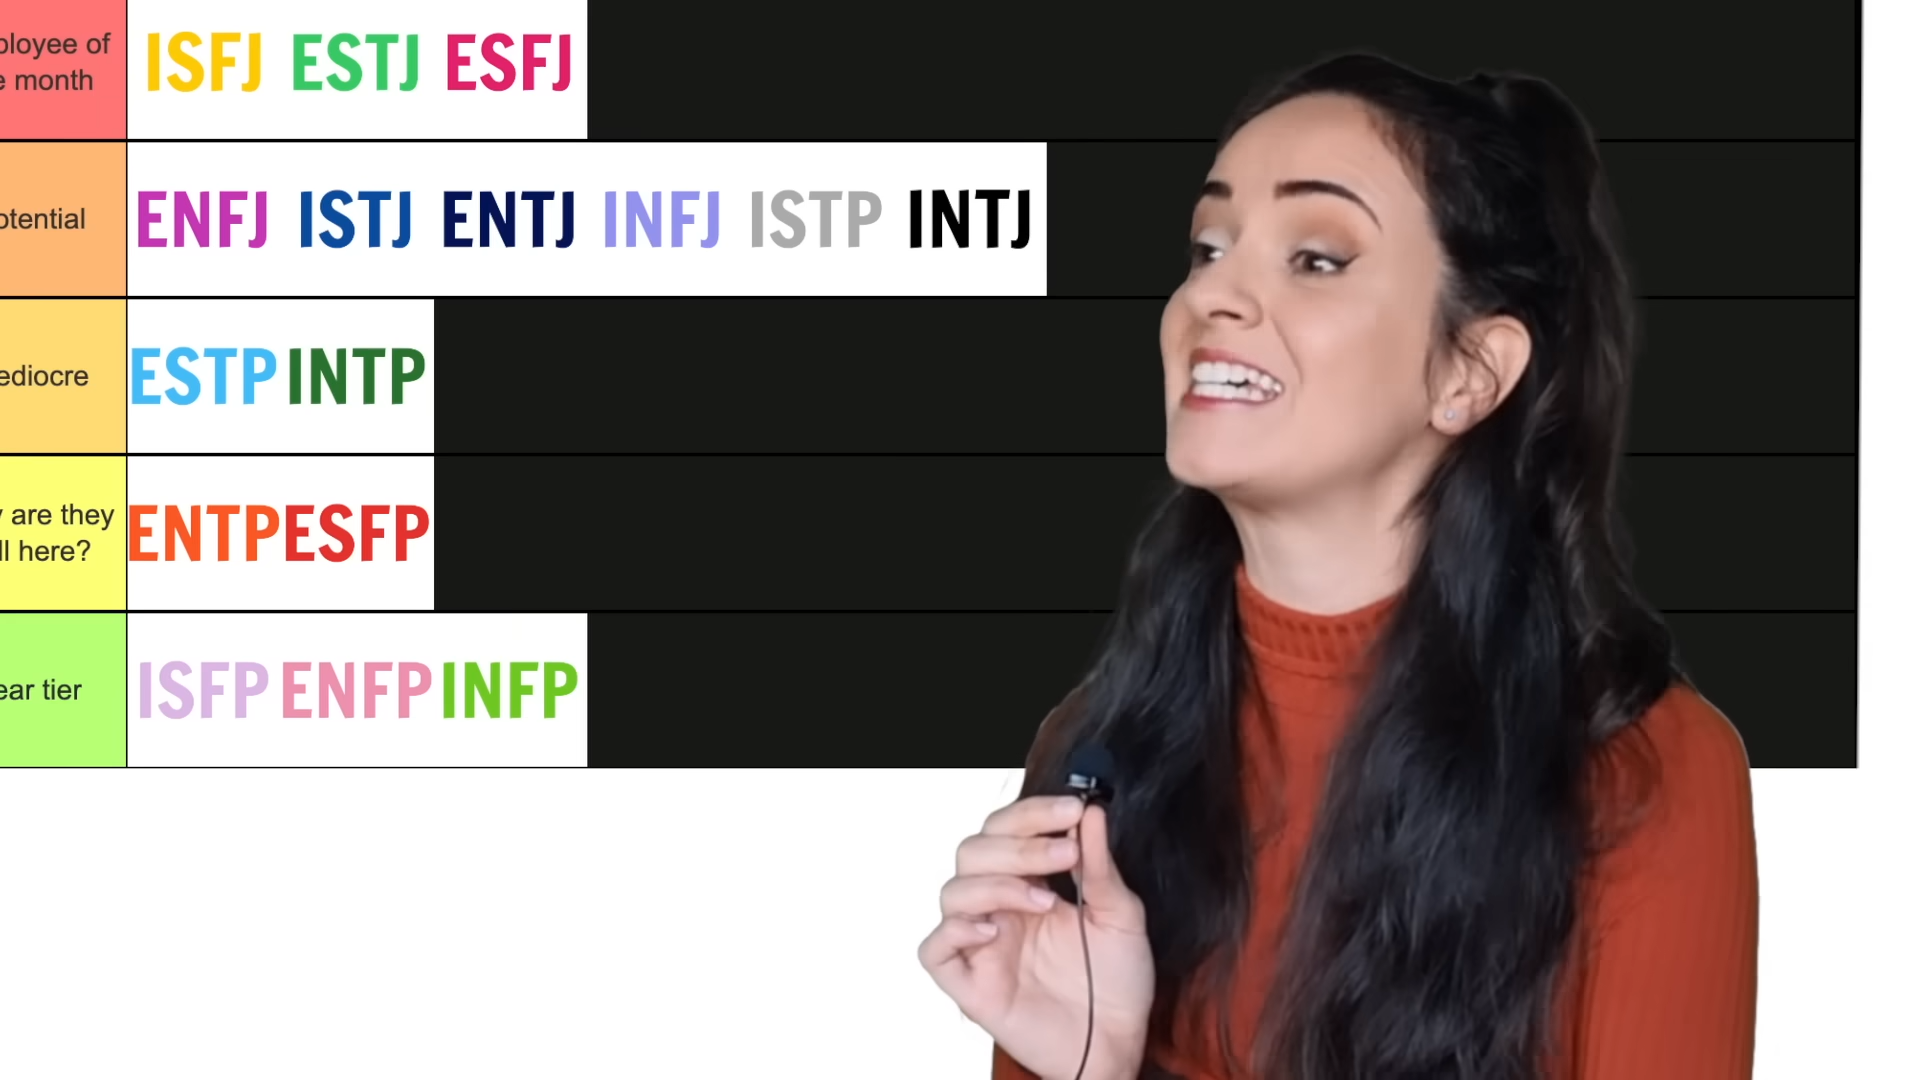 ployee of
e month
ISFJ ESTJ ESFJ
otential
ENFJ ISTJ ENTJ INFJ ISTP INTJ
ediocre
ESTP INTP
y are they
ll here?
ENTP ESFP
ear tier
ISFP ENFP INFP